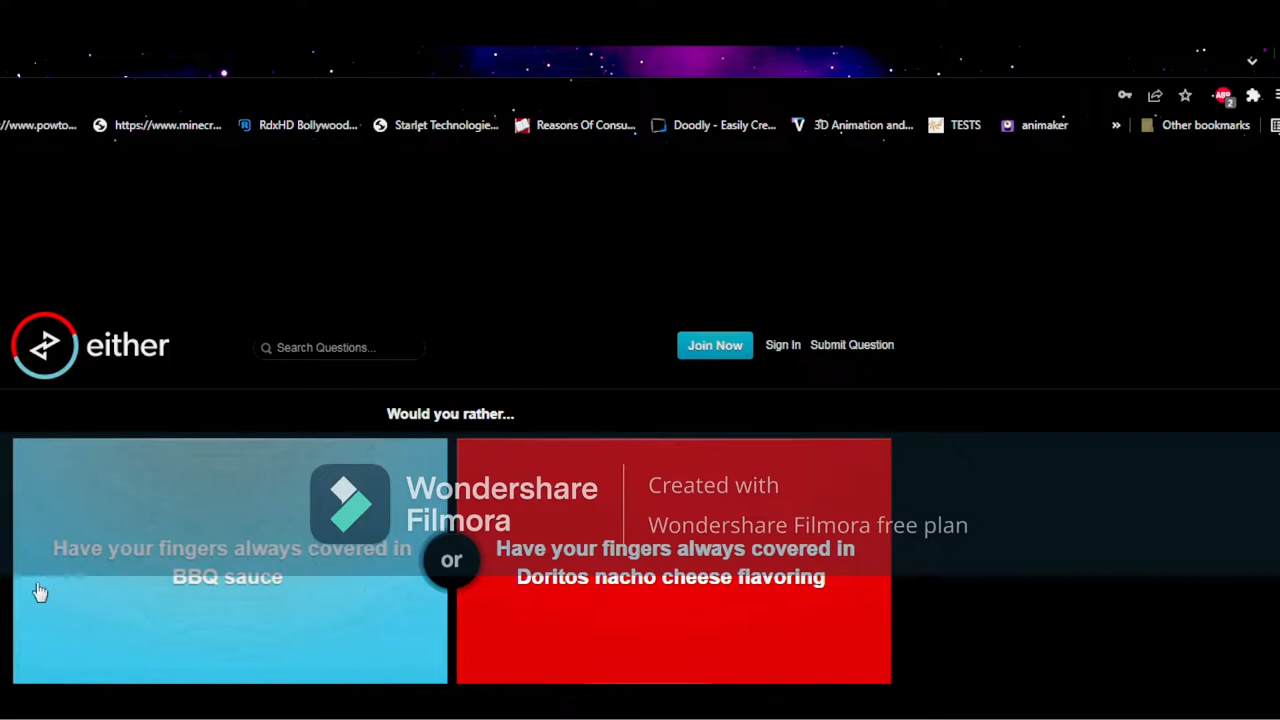 //www.powto...
https://www.minecr...
RdxHD Bollywood...
Starlet Technologie...
Reasons Of Consu...
Doodly - Easily Cre...
3D Animation and...
TESTS
animaker
»
Other bookmarks
ABP
2
either
Search Questions...
Join Now
Sign In
Submit Question
Would you rather...
Wondershare
Filmora
Created with
Wondershare Filmora free plan
Have your fingers always covered in
BBQ sauce
or
Have your fingers always covered in
Doritos nacho cheese flavoring